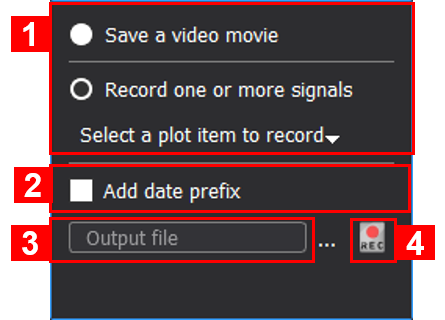 1
Save a video movie
Record one or more signals
Select a plot item to record
2
Add date prefix
3
Output file ...
REC
4